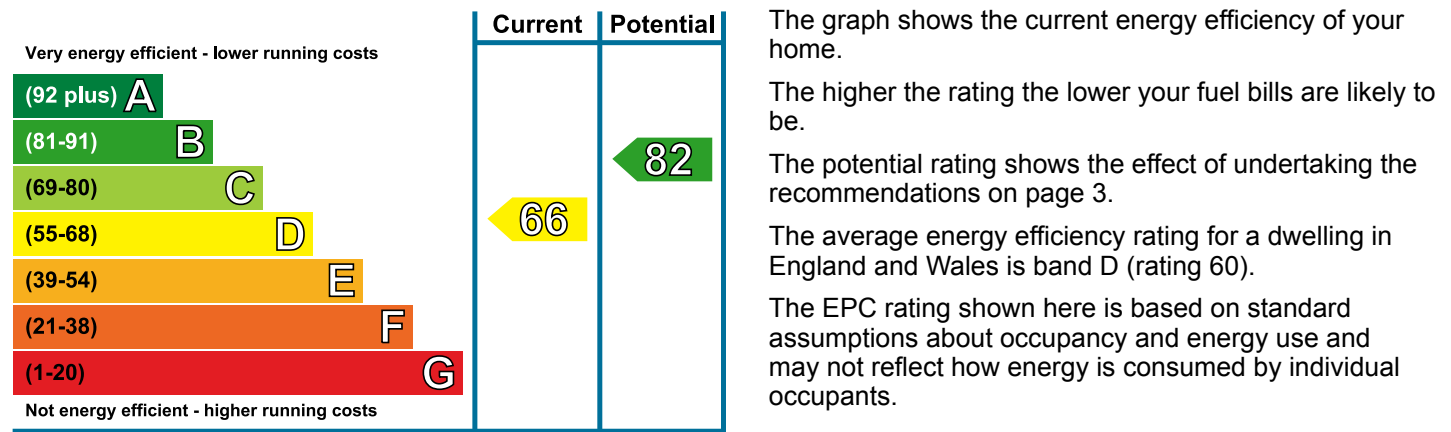 Current Potential
Very energy efficient - lower running costs
(92 plus) A
(81-91) B
82
(69-80) C
66
(55-68) D
(39-54) E
(21-38) F
(1-20) G
Not energy efficient - higher running costs
The graph shows the current energy efficiency of your
home.
The higher the rating the lower your fuel bills are likely to
be.
The potential rating shows the effect of undertaking the
recommendations on page 3.
The average energy efficiency rating for a dwelling in
England and Wales is band D (rating 60).
The EPC rating shown here is based on standard
assumptions about occupancy and energy use and
may not reflect how energy is consumed by individual
occupants.